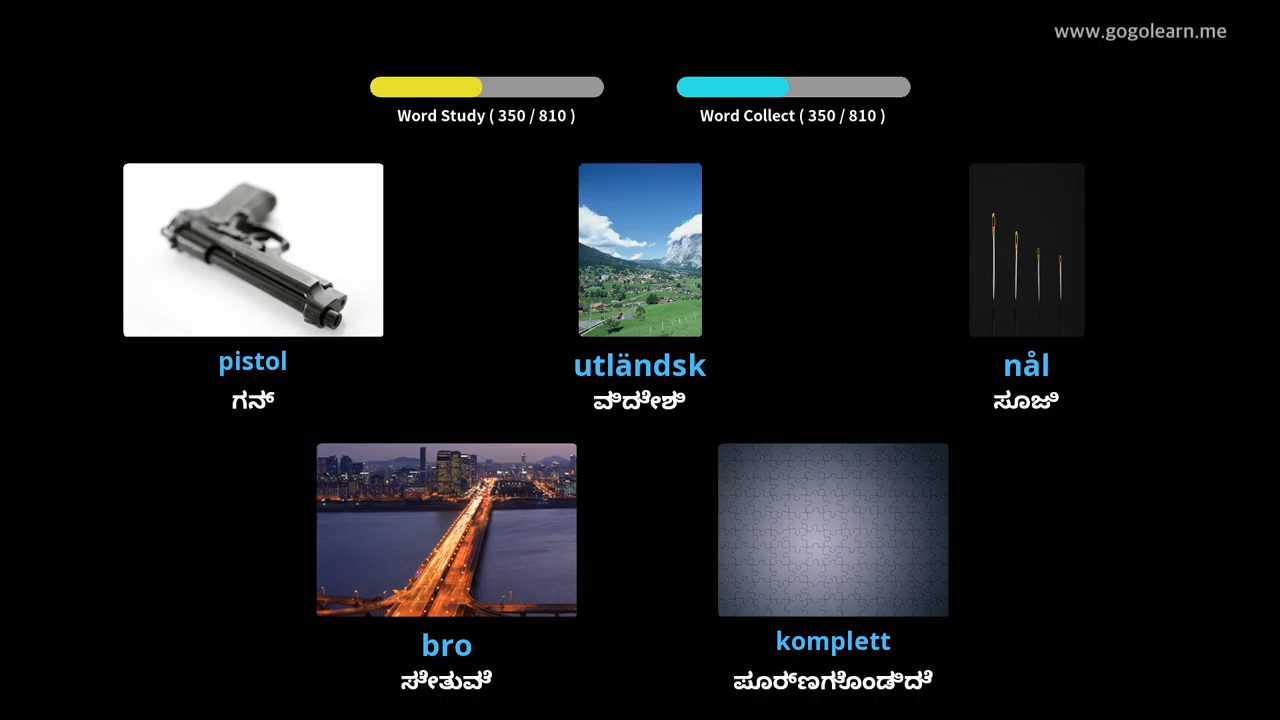 www.gogolearn.me
Word Study ( 350 / 810 )
Word Collect ( 350 / 810 )
pistol
ಗನ್
utländsk
ವಿದೇಶಿ
nål
ಸೂಜಿ
bro
ಸೇತುವೆ
komplett
ಪೂರ್ಣಗೊಂಡಿದೆ